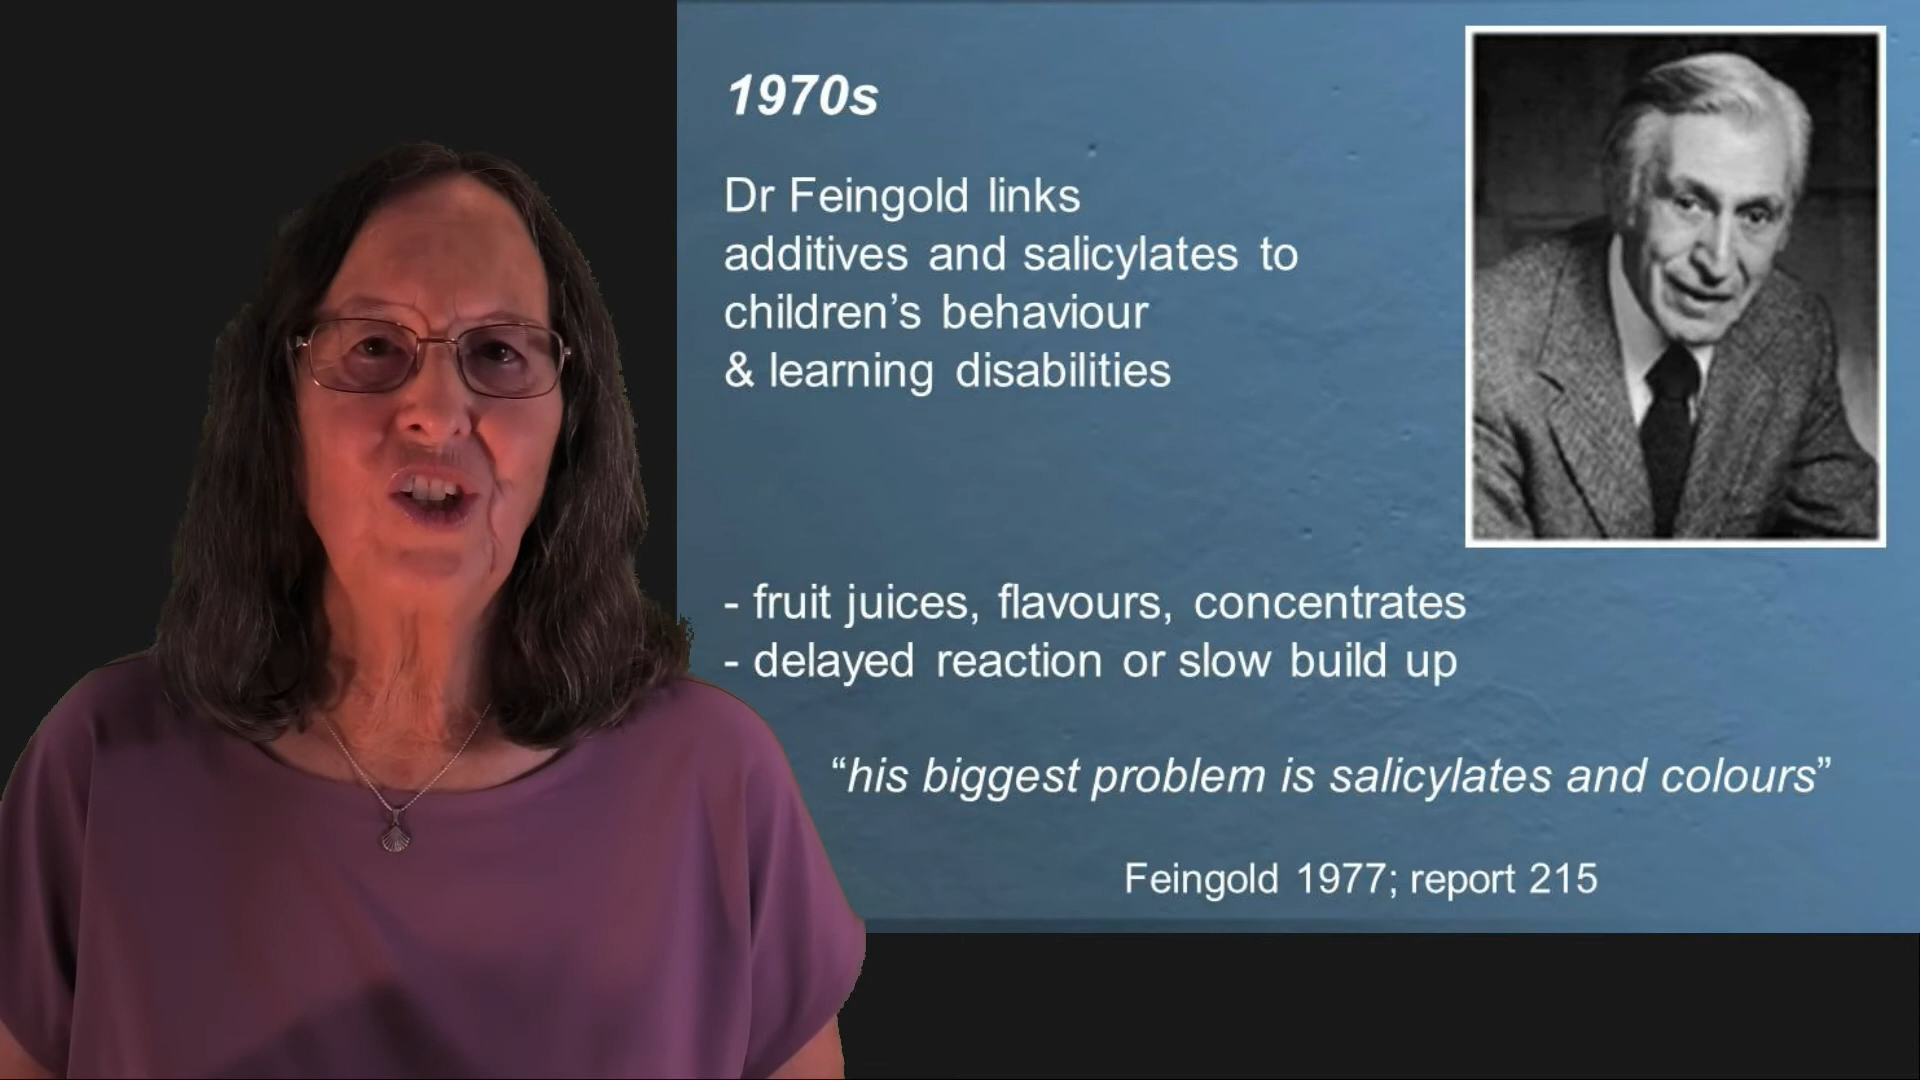 1970s
Dr Feingold links
additives and salicylates to
children’s behaviour
& learning disabilities
- fruit juices, flavours, concentrates
- delayed reaction or slow build up
“his biggest problem is salicylates and colours”
Feingold 1977; report 215